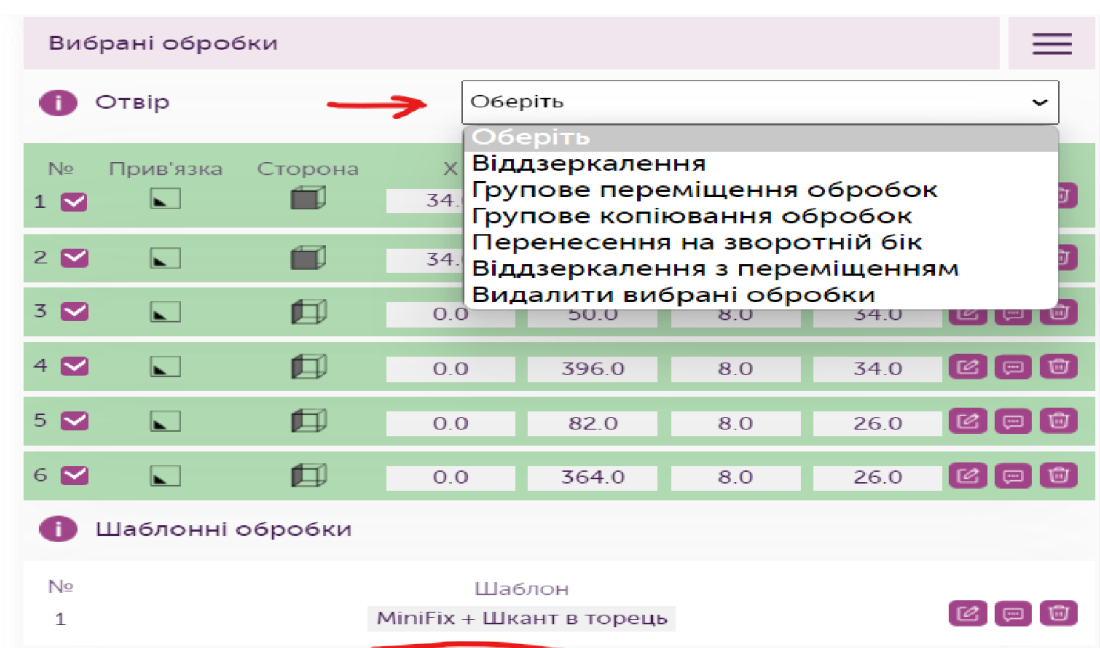 Вибрані обробки
Отвір
Оберіть
Оберіть
Віддзеркалення
Групове переміщення обробок
Групове копіювання обробок
Перенесення на зворотній бік
Віддзеркалення з переміщенням
Видалити вибрані обробки
№ Прив'язка Сторона X
1 34.
2 34.
3 0.0 50.0 8.0 34.0
4 0.0 396.0 8.0 34.0
5 0.0 82.0 8.0 26.0
6 0.0 364.0 8.0 26.0
Шаблонні обробки
№ Шаблон
1 MiniFix + Шкант в торець